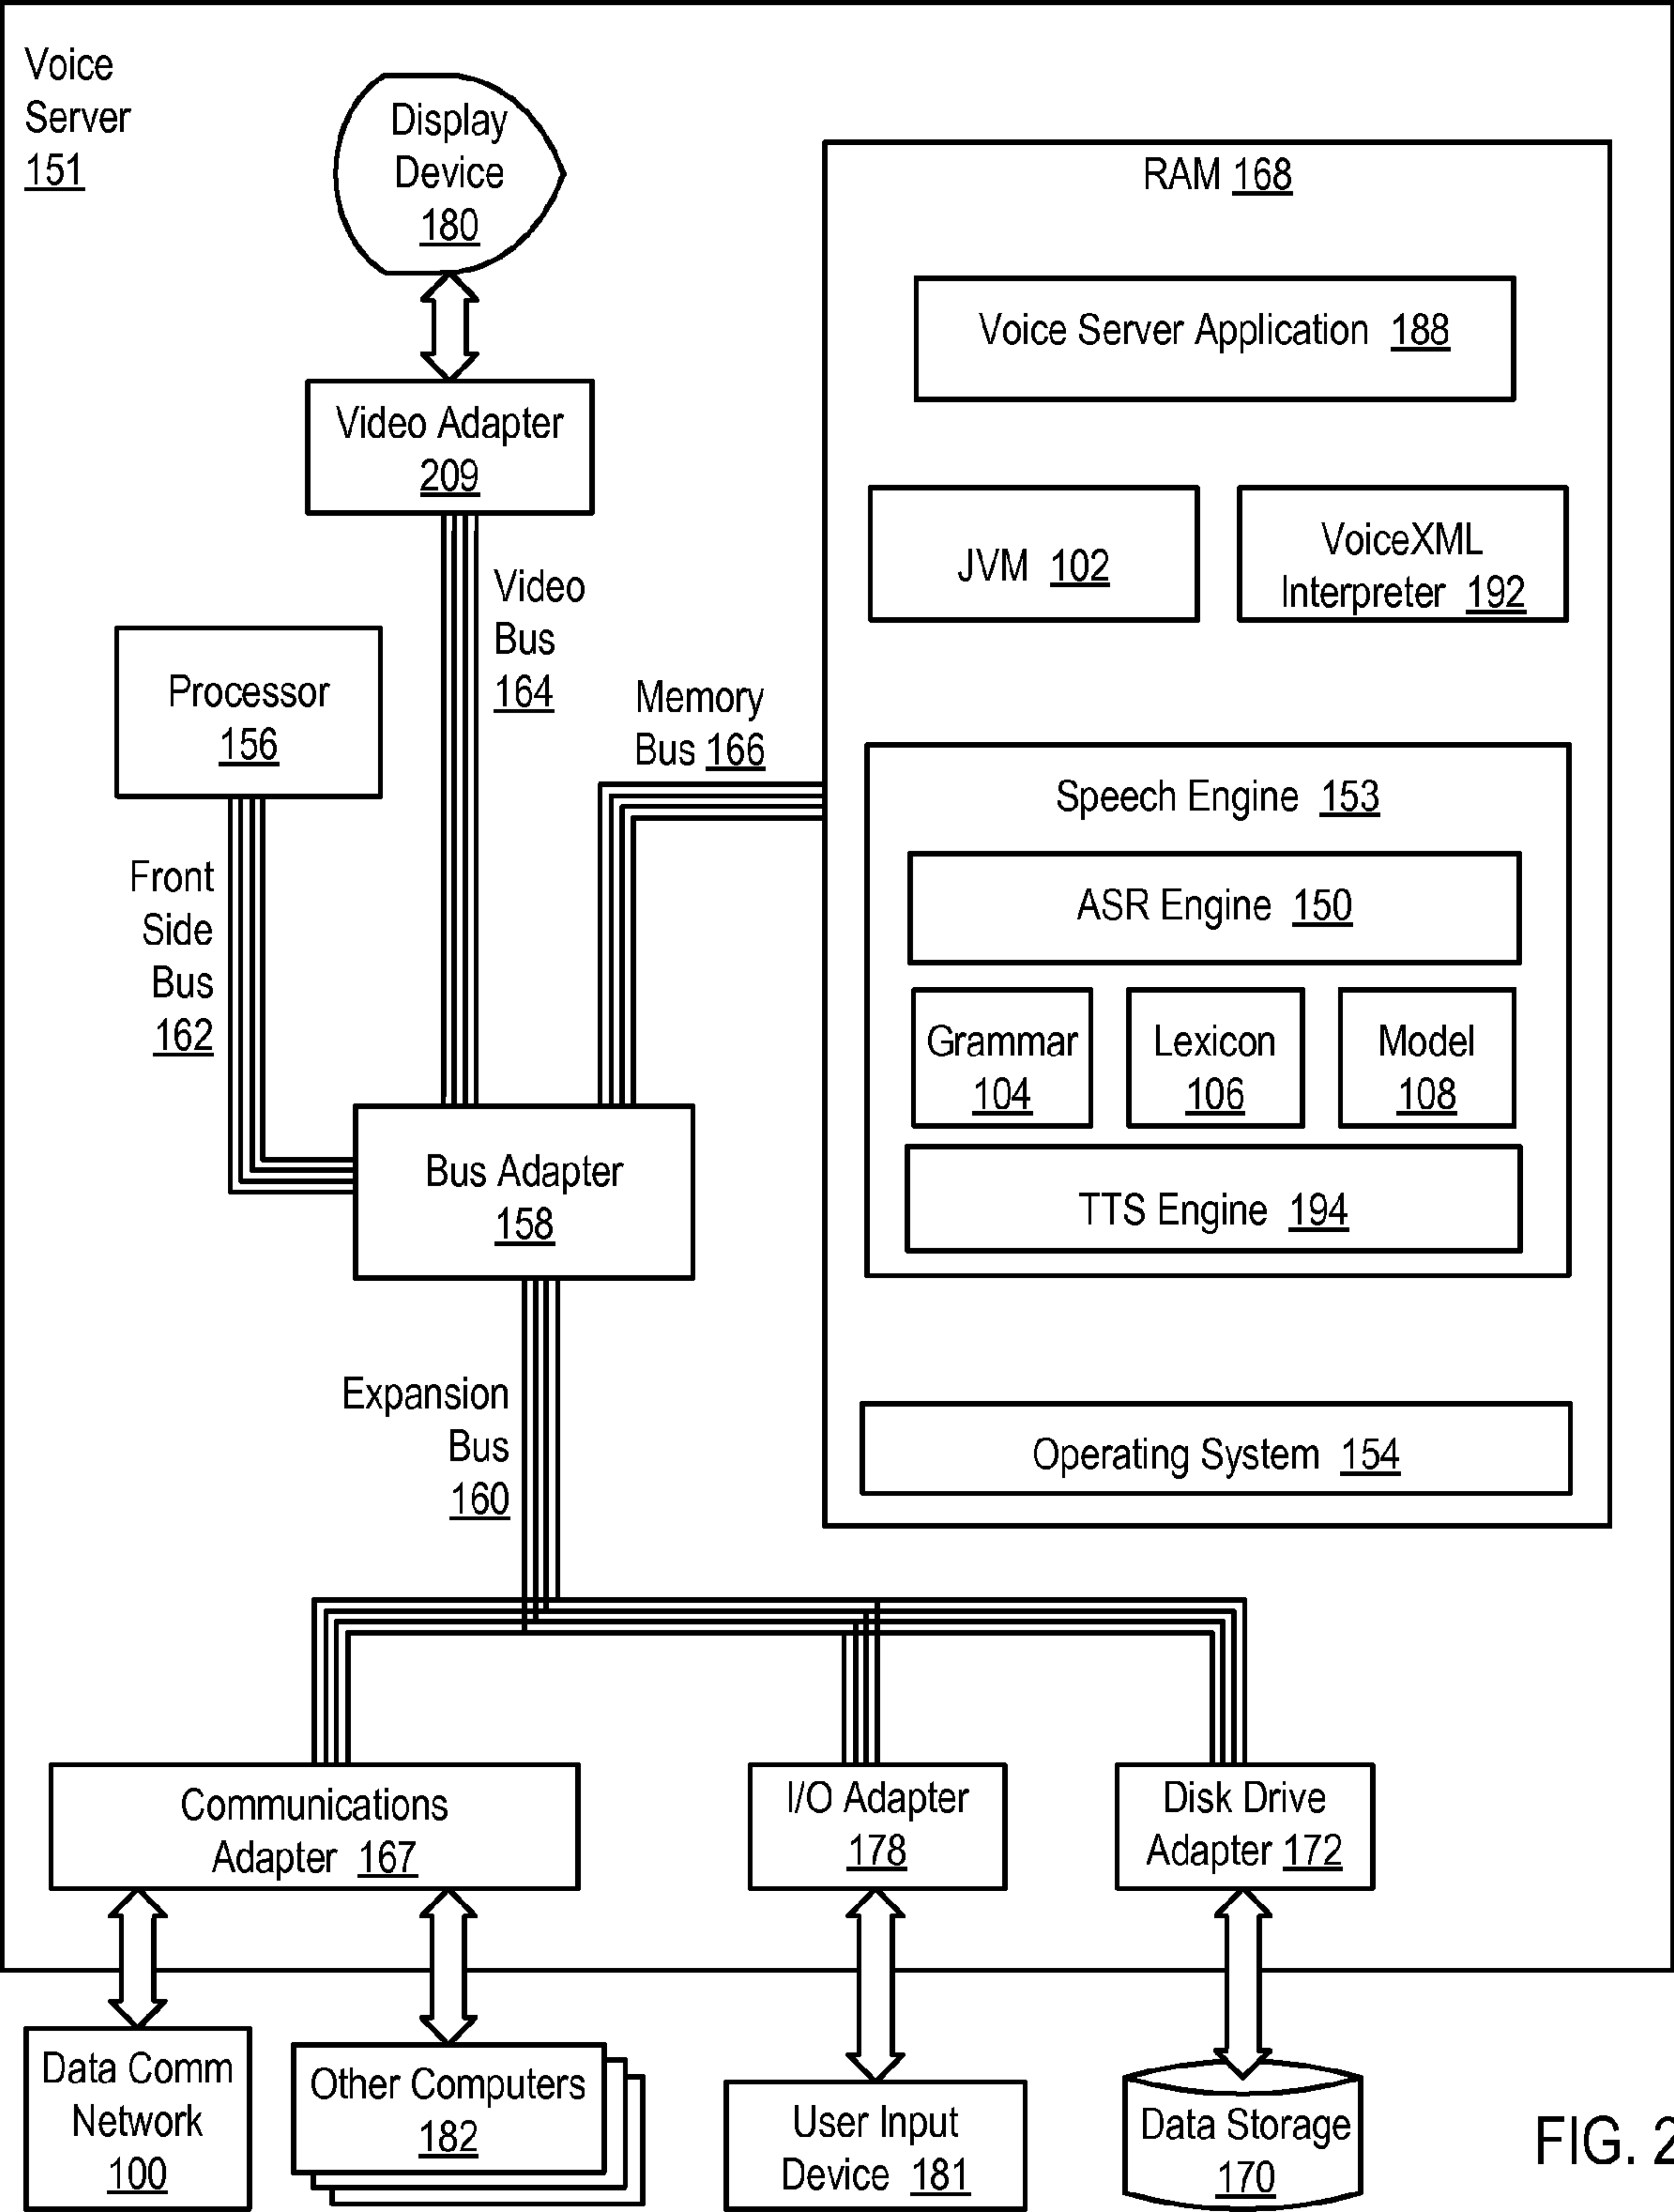 Voice
Server
151
Display
Device
180
Video Adapter
209
Video
Bus
164
Processor
156
Memory
Bus 166
Front
Side
Bus
162
Bus Adapter
158
Expansion
Bus
160
RAM 168
Voice Server Application 188
JVM 102
VoiceXML
Interpreter 192
Speech Engine 153
ASR Engine 150
Grammar
104
Lexicon
106
Model
108
TTS Engine 194
Operating System 154
Communications
Adapter 167
I/O Adapter
178
Disk Drive
Adapter 172
Data Comm
Network
100
Other Computers
182
User Input
Device 181
Data Storage
170
FIG. 2